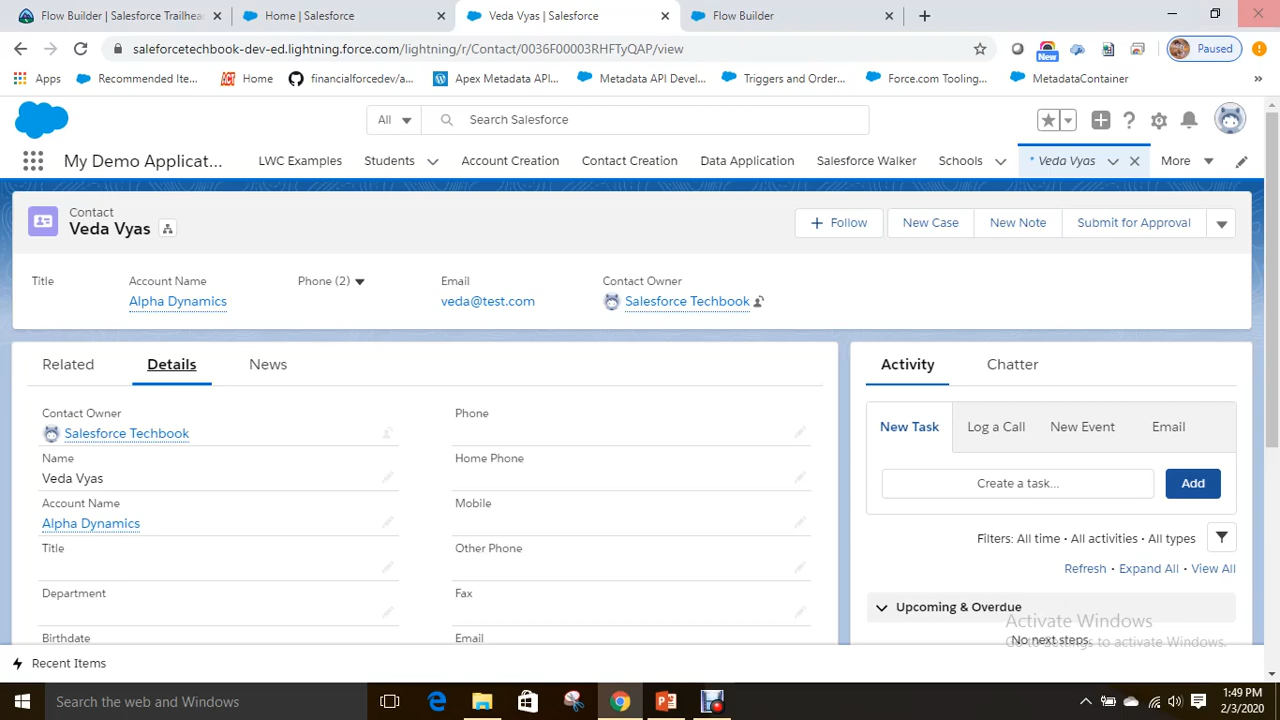 Flow Builder | Salesforce Trailhea
Home | Salesforce
Veda Vyas | Salesforce
Flow Builder
saleforcetechbook-dev-ed.lightning.force.com/lightning/r/Contact/0036F00003RHFTyQAP/view
New
Paused
Apps
Recommended Ite...
Home
financialforcedev/a...
Apex Metadata API...
Metadata API Devel...
Triggers and Order...
Force.com Tooling...
MetadataContainer
All
Search Salesforce
My Demo Applicat...
LWC Examples
Students
Account Creation
Contact Creation
Data Application
Salesforce Walker
Schools
* Veda Vyas
More
Contact
Veda Vyas
Follow
New Case
New Note
Submit for Approval
Title
Account Name
Phone (2)
Email
Contact Owner
Alpha Dynamics
veda@test.com
Salesforce Techbook
Related
Details
News
Activity
Chatter
Contact Owner
Salesforce Techbook
Phone
Name
Veda Vyas
Home Phone
Account Name
Alpha Dynamics
Mobile
Title
Other Phone
Department
Fax
Birthdate
Email
New Task
Log a Call
New Event
Email
Create a task...
Add
Filters: All time • All activities • All types
Refresh • Expand All • View All
Upcoming & Overdue
No next steps.
Activate Windows
Go to Settings to activate Windows.
Recent Items
Search the web and Windows
1:49 PM
2/3/2020